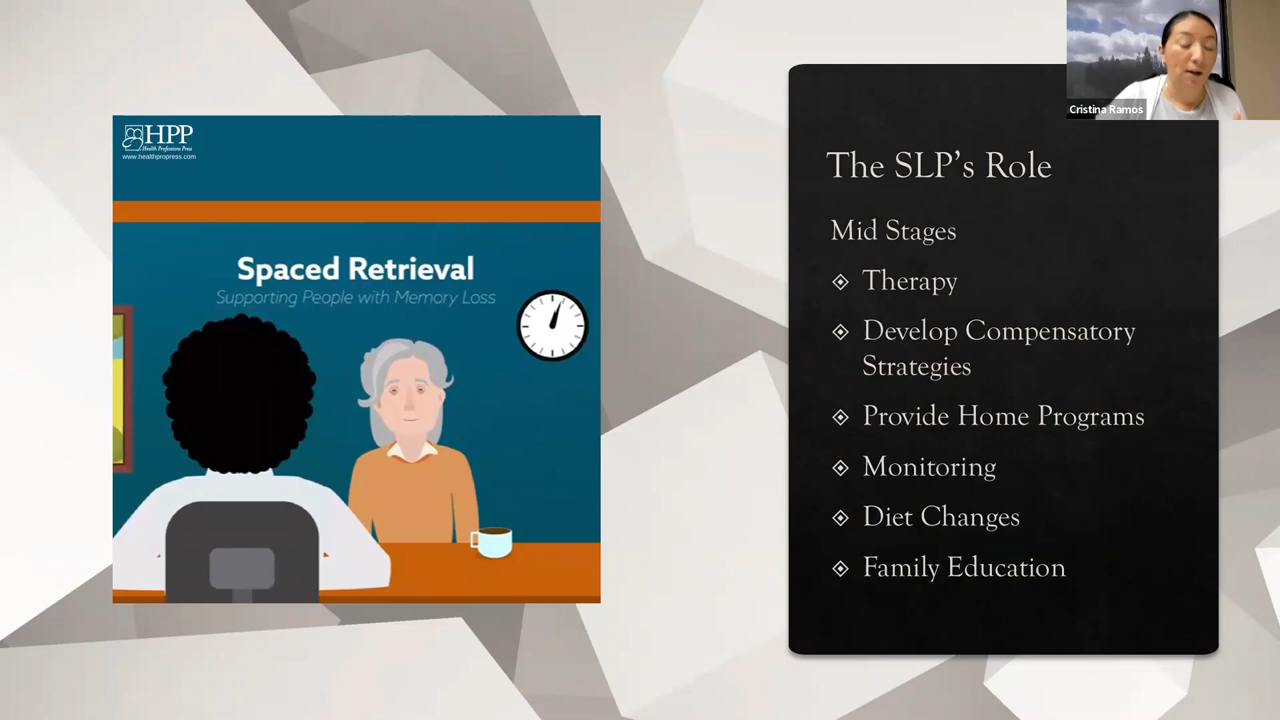 HPP
Health Professions Press
www.healthpropress.com
Spaced Retrieval
Supporting People with Memory Loss
Cristina Ramos
The SLP's Role
Mid Stages
Therapy
Develop Compensatory
Strategies
Provide Home Programs
Monitoring
Diet Changes
Family Education